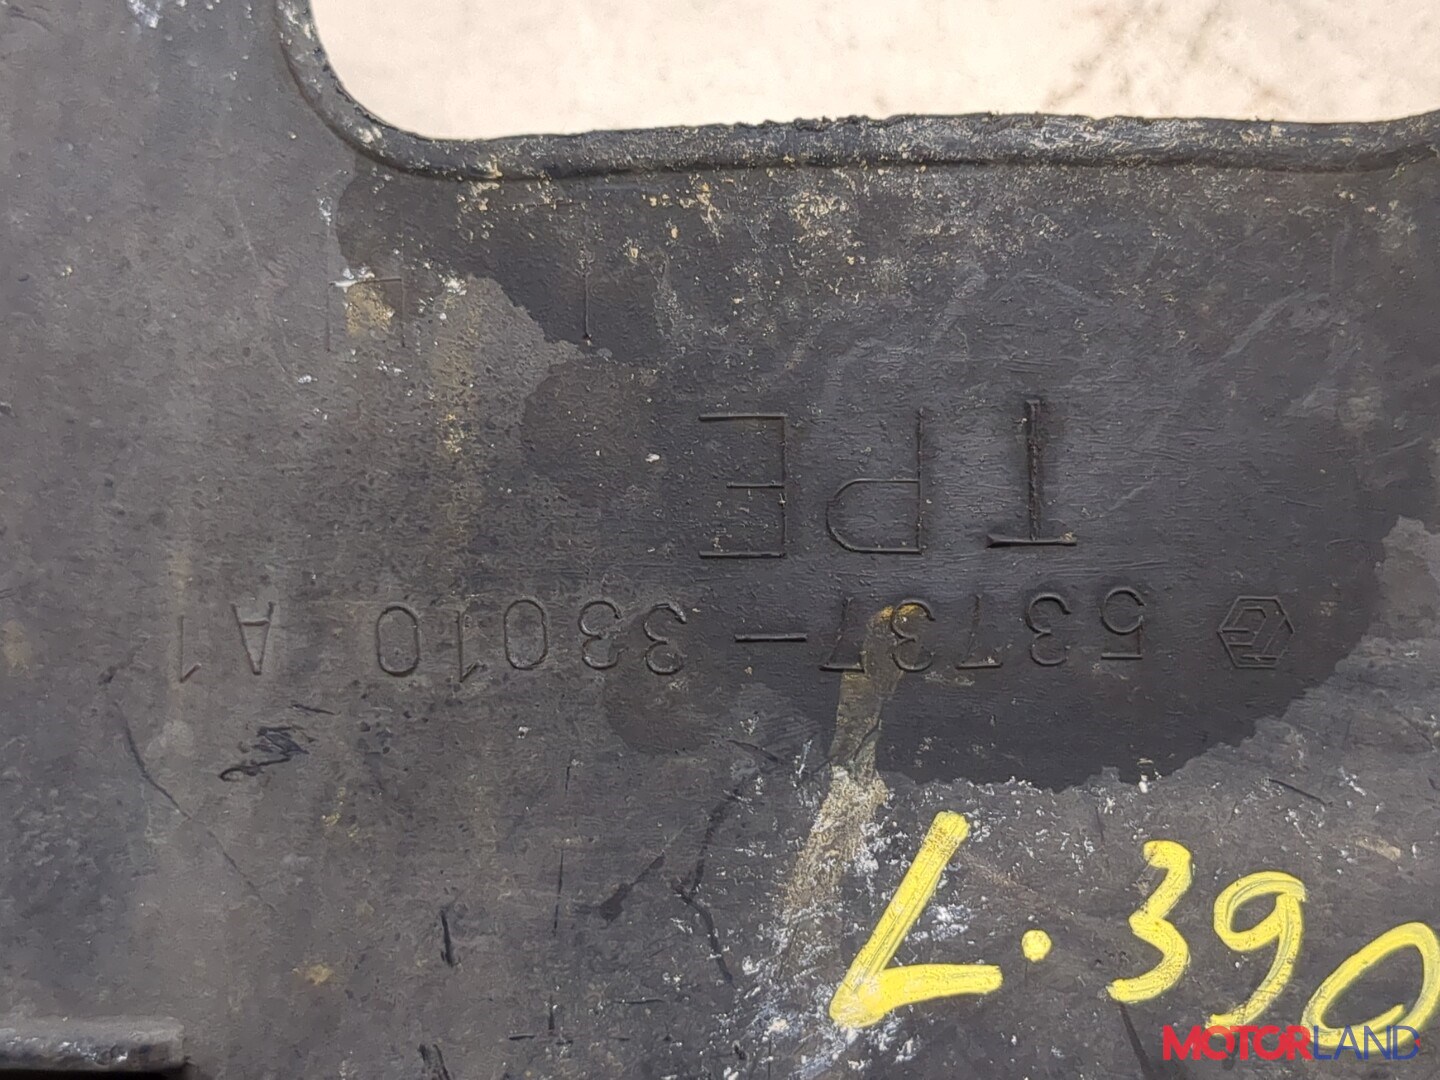 TPE
53737-33010 A1
L.390
MOTORLAND